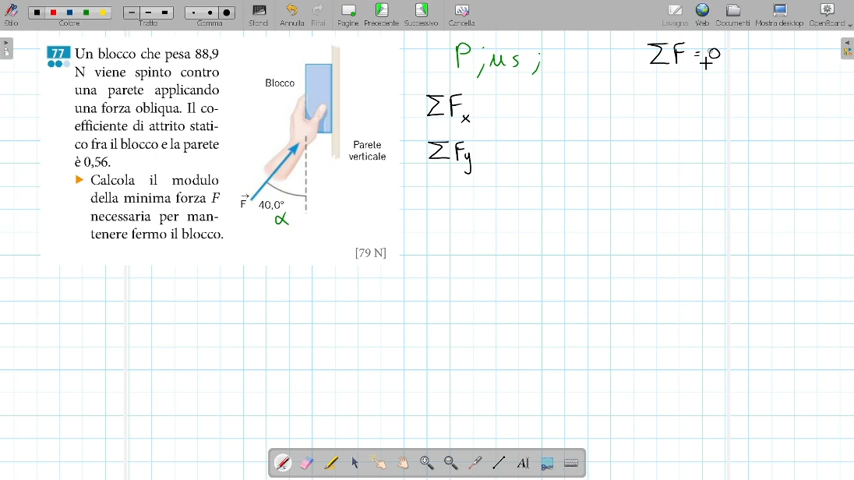 Stilo
Colore
Tratto
Gomma
Sfondi
Annulla
Rifai
Pagine
Precedente
Successivo
Cancella
Lavagna
Web
Documenti
Mostra desktop
OpenBoard
77 Un blocco che pesa 88,9
N viene spinto contro
una parete applicando
una forza obliqua. Il co-
efficiente di attrito stati-
co fra il blocco e la parete
è 0,56.
Calcola il modulo
della minima forza F
necessaria per man-
tenere fermo il blocco.
Blocco
Parete
verticale
F 40,0°
α
[79 N]
P ; μs ;
ΣF = 0
ΣFx
ΣFy